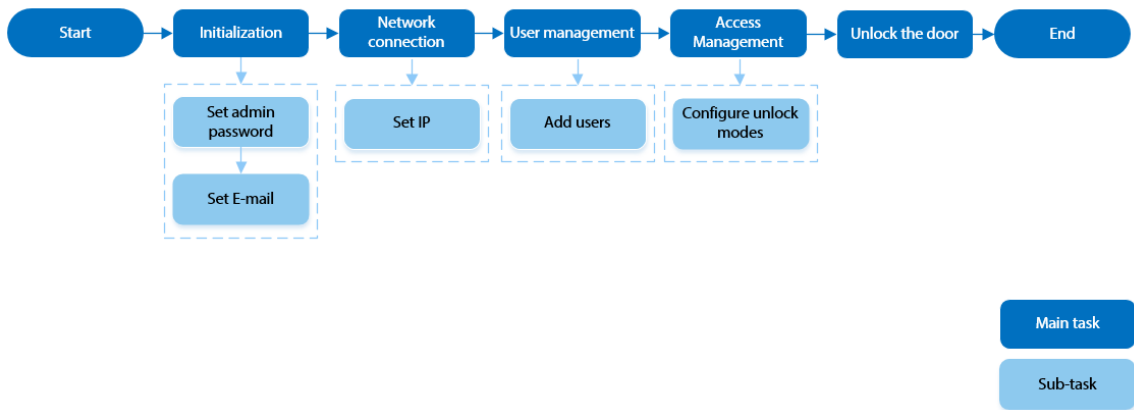 Start
Initialization
Network
connection
User management
Access
Management
Unlock the door
End
Set admin
password
Set E-mail
Set IP
Add users
Configure unlock
modes
Main task
Sub-task